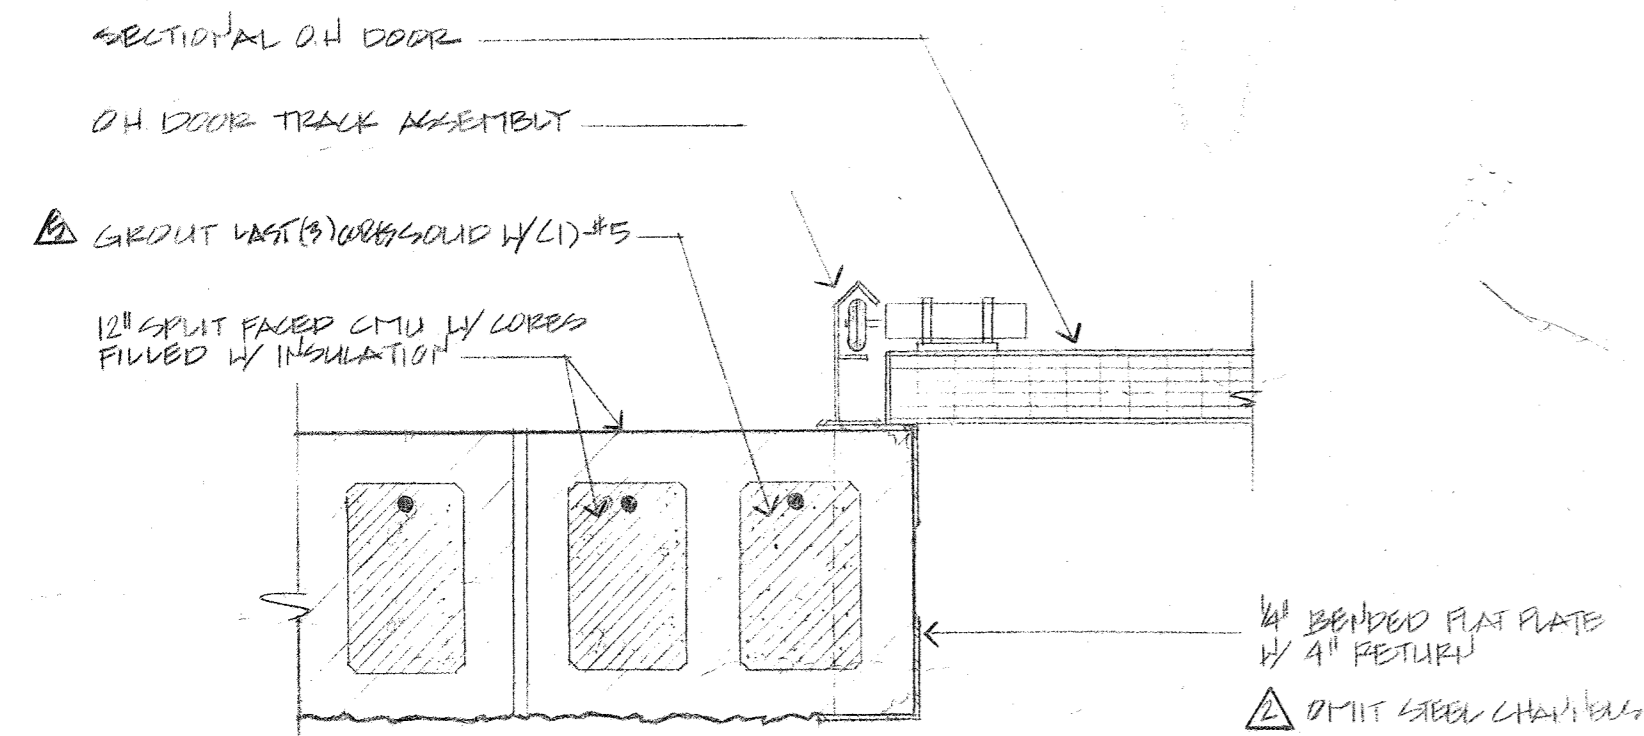 SECTIONAL O.H DOOR
O.H. DOOR TRACK ASSEMBLY
GROUT LAST (3) CORES SOLID W/ (1) #5
12" SPLIT FACED CMU W/ CORES
FILLED W/ INSULATION
1/4" BENDED FLAT PLATE
W/ 4" RETURN
2 OMIT STEEL CHANNELS